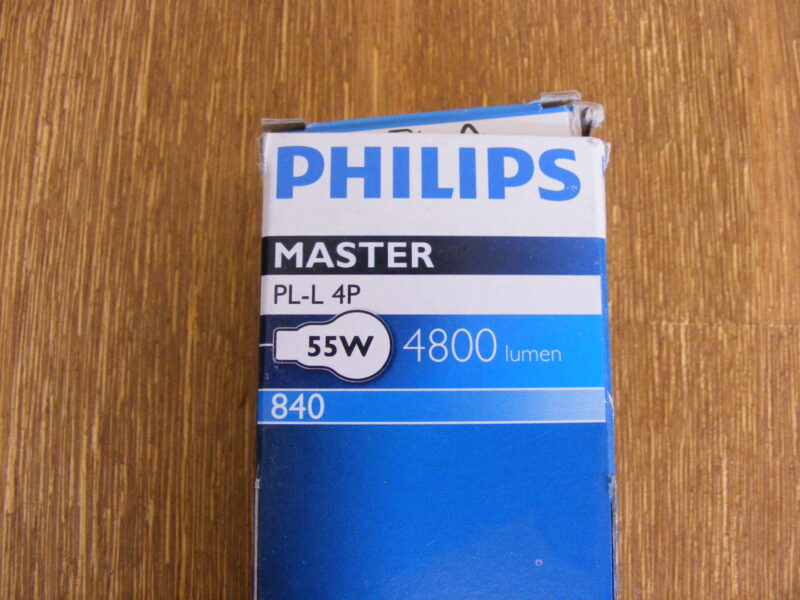 PHILIPS
MASTER
PL-L 4P
55W 4800 lumen
840